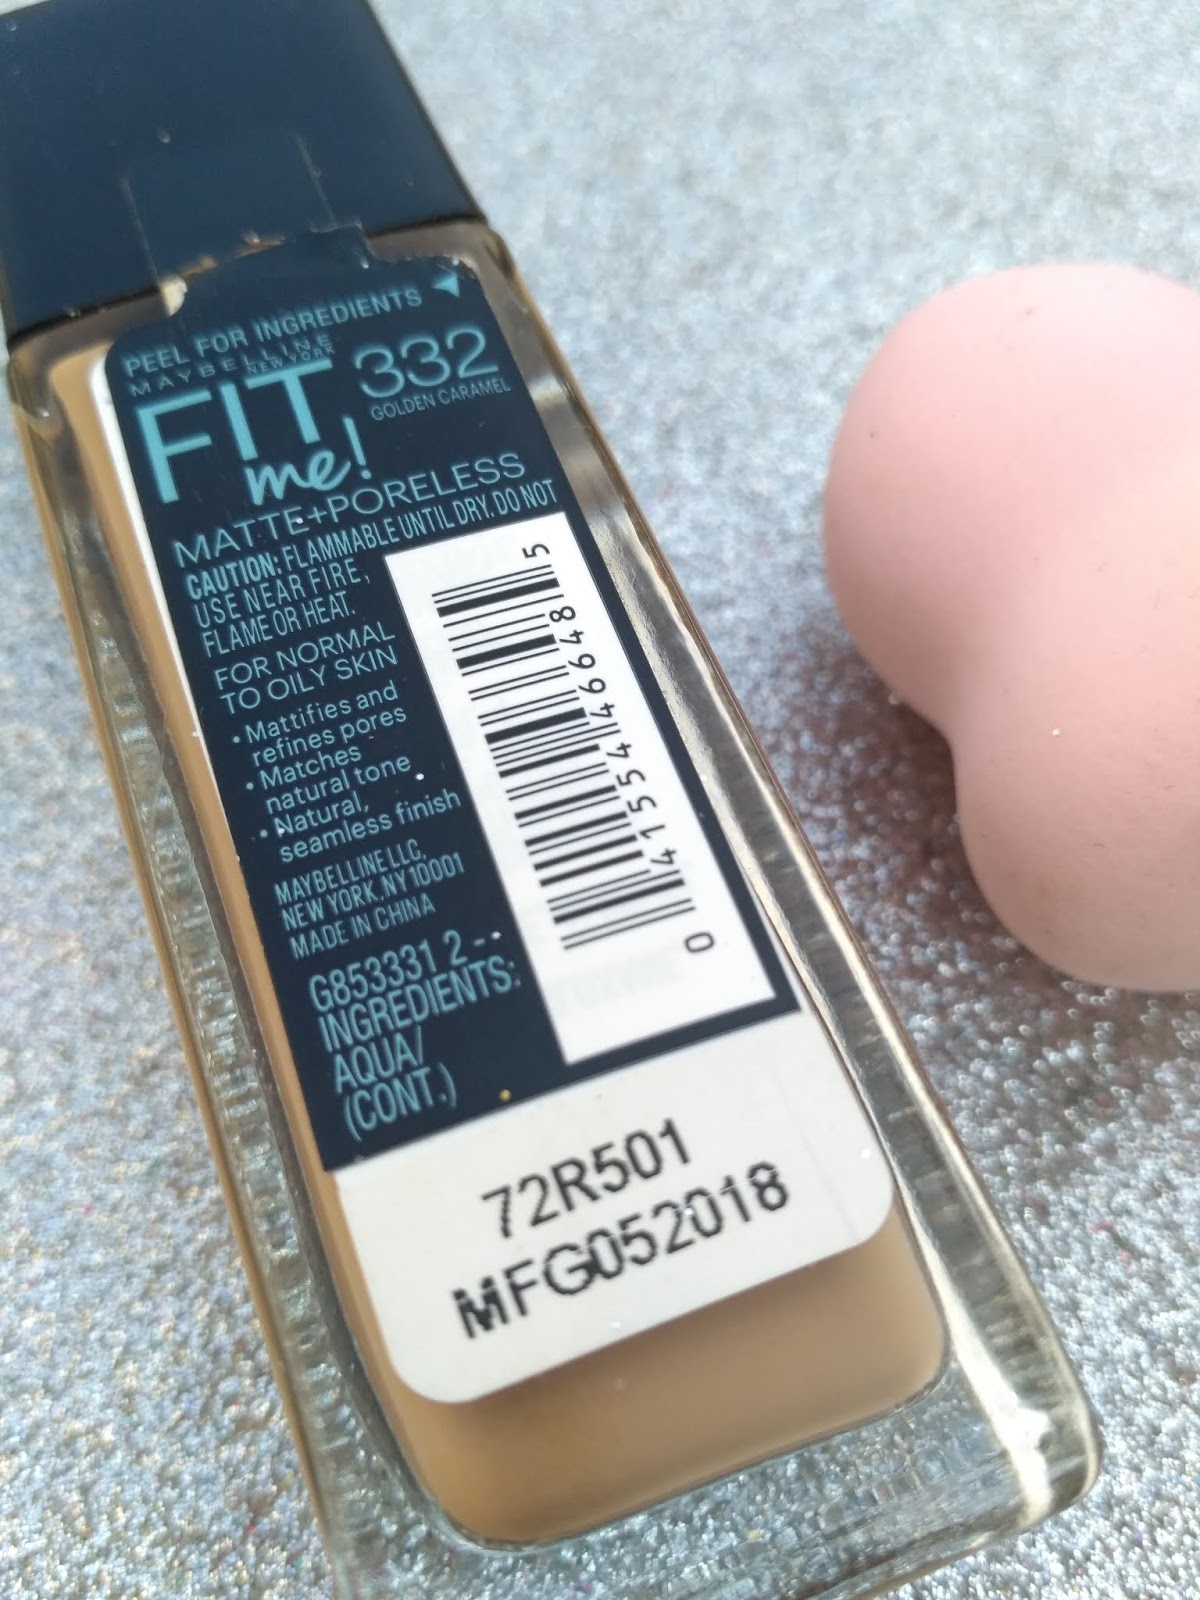 PEEL FOR INGREDIENTS
MAYBELLINE
NEW YORK
FIT
me!
332
GOLDEN CARAMEL
MATTE+PORELESS
CAUTION: FLAMMABLE UNTIL DRY. DO NOT
USE NEAR FIRE,
FLAME OR HEAT.
FOR NORMAL
TO OILY SKIN
• Mattifies and
refines pores
• Matches
natural tone
• Natural,
seamless finish
MAYBELLINE LLC,
NEW YORK, NY 10001
MADE IN CHINA
G853331 2 --
INGREDIENTS:
AQUA/
(CONT.)
0 41554 46648 5
72R501
MFG052018